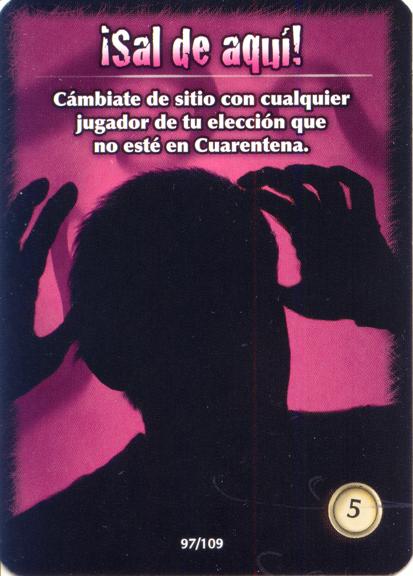 ¡Sal de aquí!
Cámbiate de sitio con cualquier
jugador de tu elección que
no esté en Cuarentena.
5
97/109